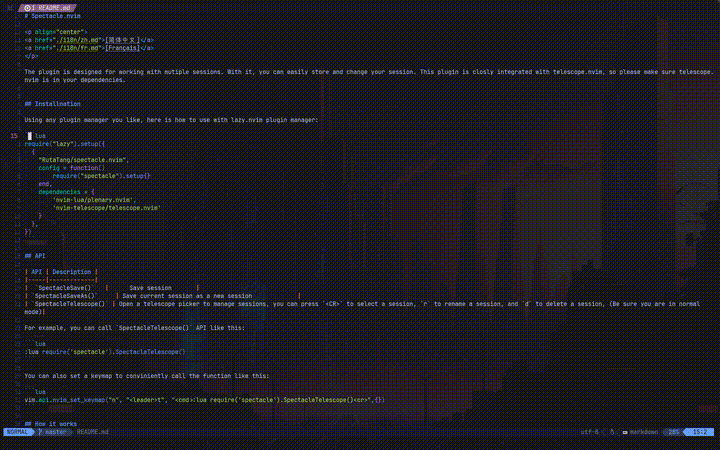 1 README.md
# Spectacle.nvim
<p align="center">
<a href="./i18n/zh.md">[简体中文]</a>
<a href="./i18n/fr.md">[Français]</a>
</p>
The plugin is designed for working with mutiple sessions. With it, you can easily store and change your session. This plugin is closly integrated with telescope.nvim, so please make sure telescope.
nvim is in your dependencies.
## Installnation
Using any plugin manager you like, here is how to use with lazy.nvim plugin manager:
15 ```lua
require("lazy").setup({
{
"RutaTang/spectacle.nvim",
config = function()
require("spectacle").setup{}
end,
dependencies = {
'nvim-lua/plenary.nvim',
'nvim-telescope/telescope.nvim'
}
},
})
```
## API
| API | Description |
|-----|-------------|
| `SpectacleSave()` | Save session |
| `SpectacleSaveAs()` | Save current session as a new session |
| `SpectacleTelescope()` | Open a telescope picker to manage sessions, you can press `<CR>` to select a session, `r` to rename a session, and `d` to delete a session, (Be sure you are in normal
mode)|
For example, you can call `SpectacleTelescope()` API like this:
```lua
:lua require('spectacle').SpectacleTelescope()
```
You can also set a keymap to conviniently call the function like this:
```lua
vim.api.nvim_set_keymap("n", "<leader>t", "<cmd>:lua require('spectacle').SpectacleTelescope()<cr>",{})
```
## How it works
NORMAL master README.md utf-8 markdown 28% 15:2